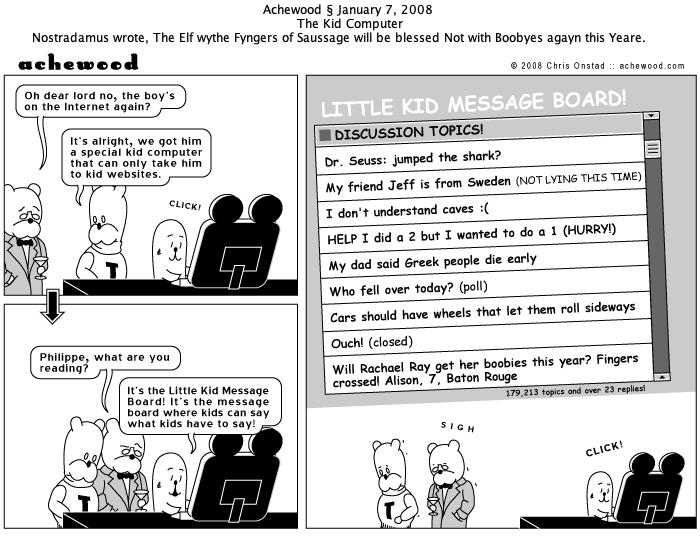 Achewood § January 7, 2008
The Kid Computer
Nostradamus wrote, The Elf wythe Fyngers of Saussage will be blessed Not with Boobyes agayn this Yeare.
achewood
© 2008 Chris Onstad :: achewood.com
Oh dear lord no, the boy's
on the Internet again?
It's alright, we got him
a special kid computer
that can only take him
to kid websites.
CLICK!
T
Philippe, what are you
reading?
It's the Little Kid Message
Board! It's the message
board where kids can say
what kids have to say!
T
LITTLE KID MESSAGE BOARD!
DISCUSSION TOPICS!
Dr. Seuss: jumped the shark?
My friend Jeff is from Sweden (NOT LYING THIS TIME)
I don't understand caves :(
HELP I did a 2 but I wanted to do a 1 (HURRY!)
My dad said Greek people die early
Who fell over today? (poll)
Cars should have wheels that let them roll sideways
Ouch! (closed)
Will Rachael Ray get her boobies this year? Fingers
crossed! Alison, 7, Baton Rouge
179,213 topics and over 23 replies!
SIGH
CLICK!
T